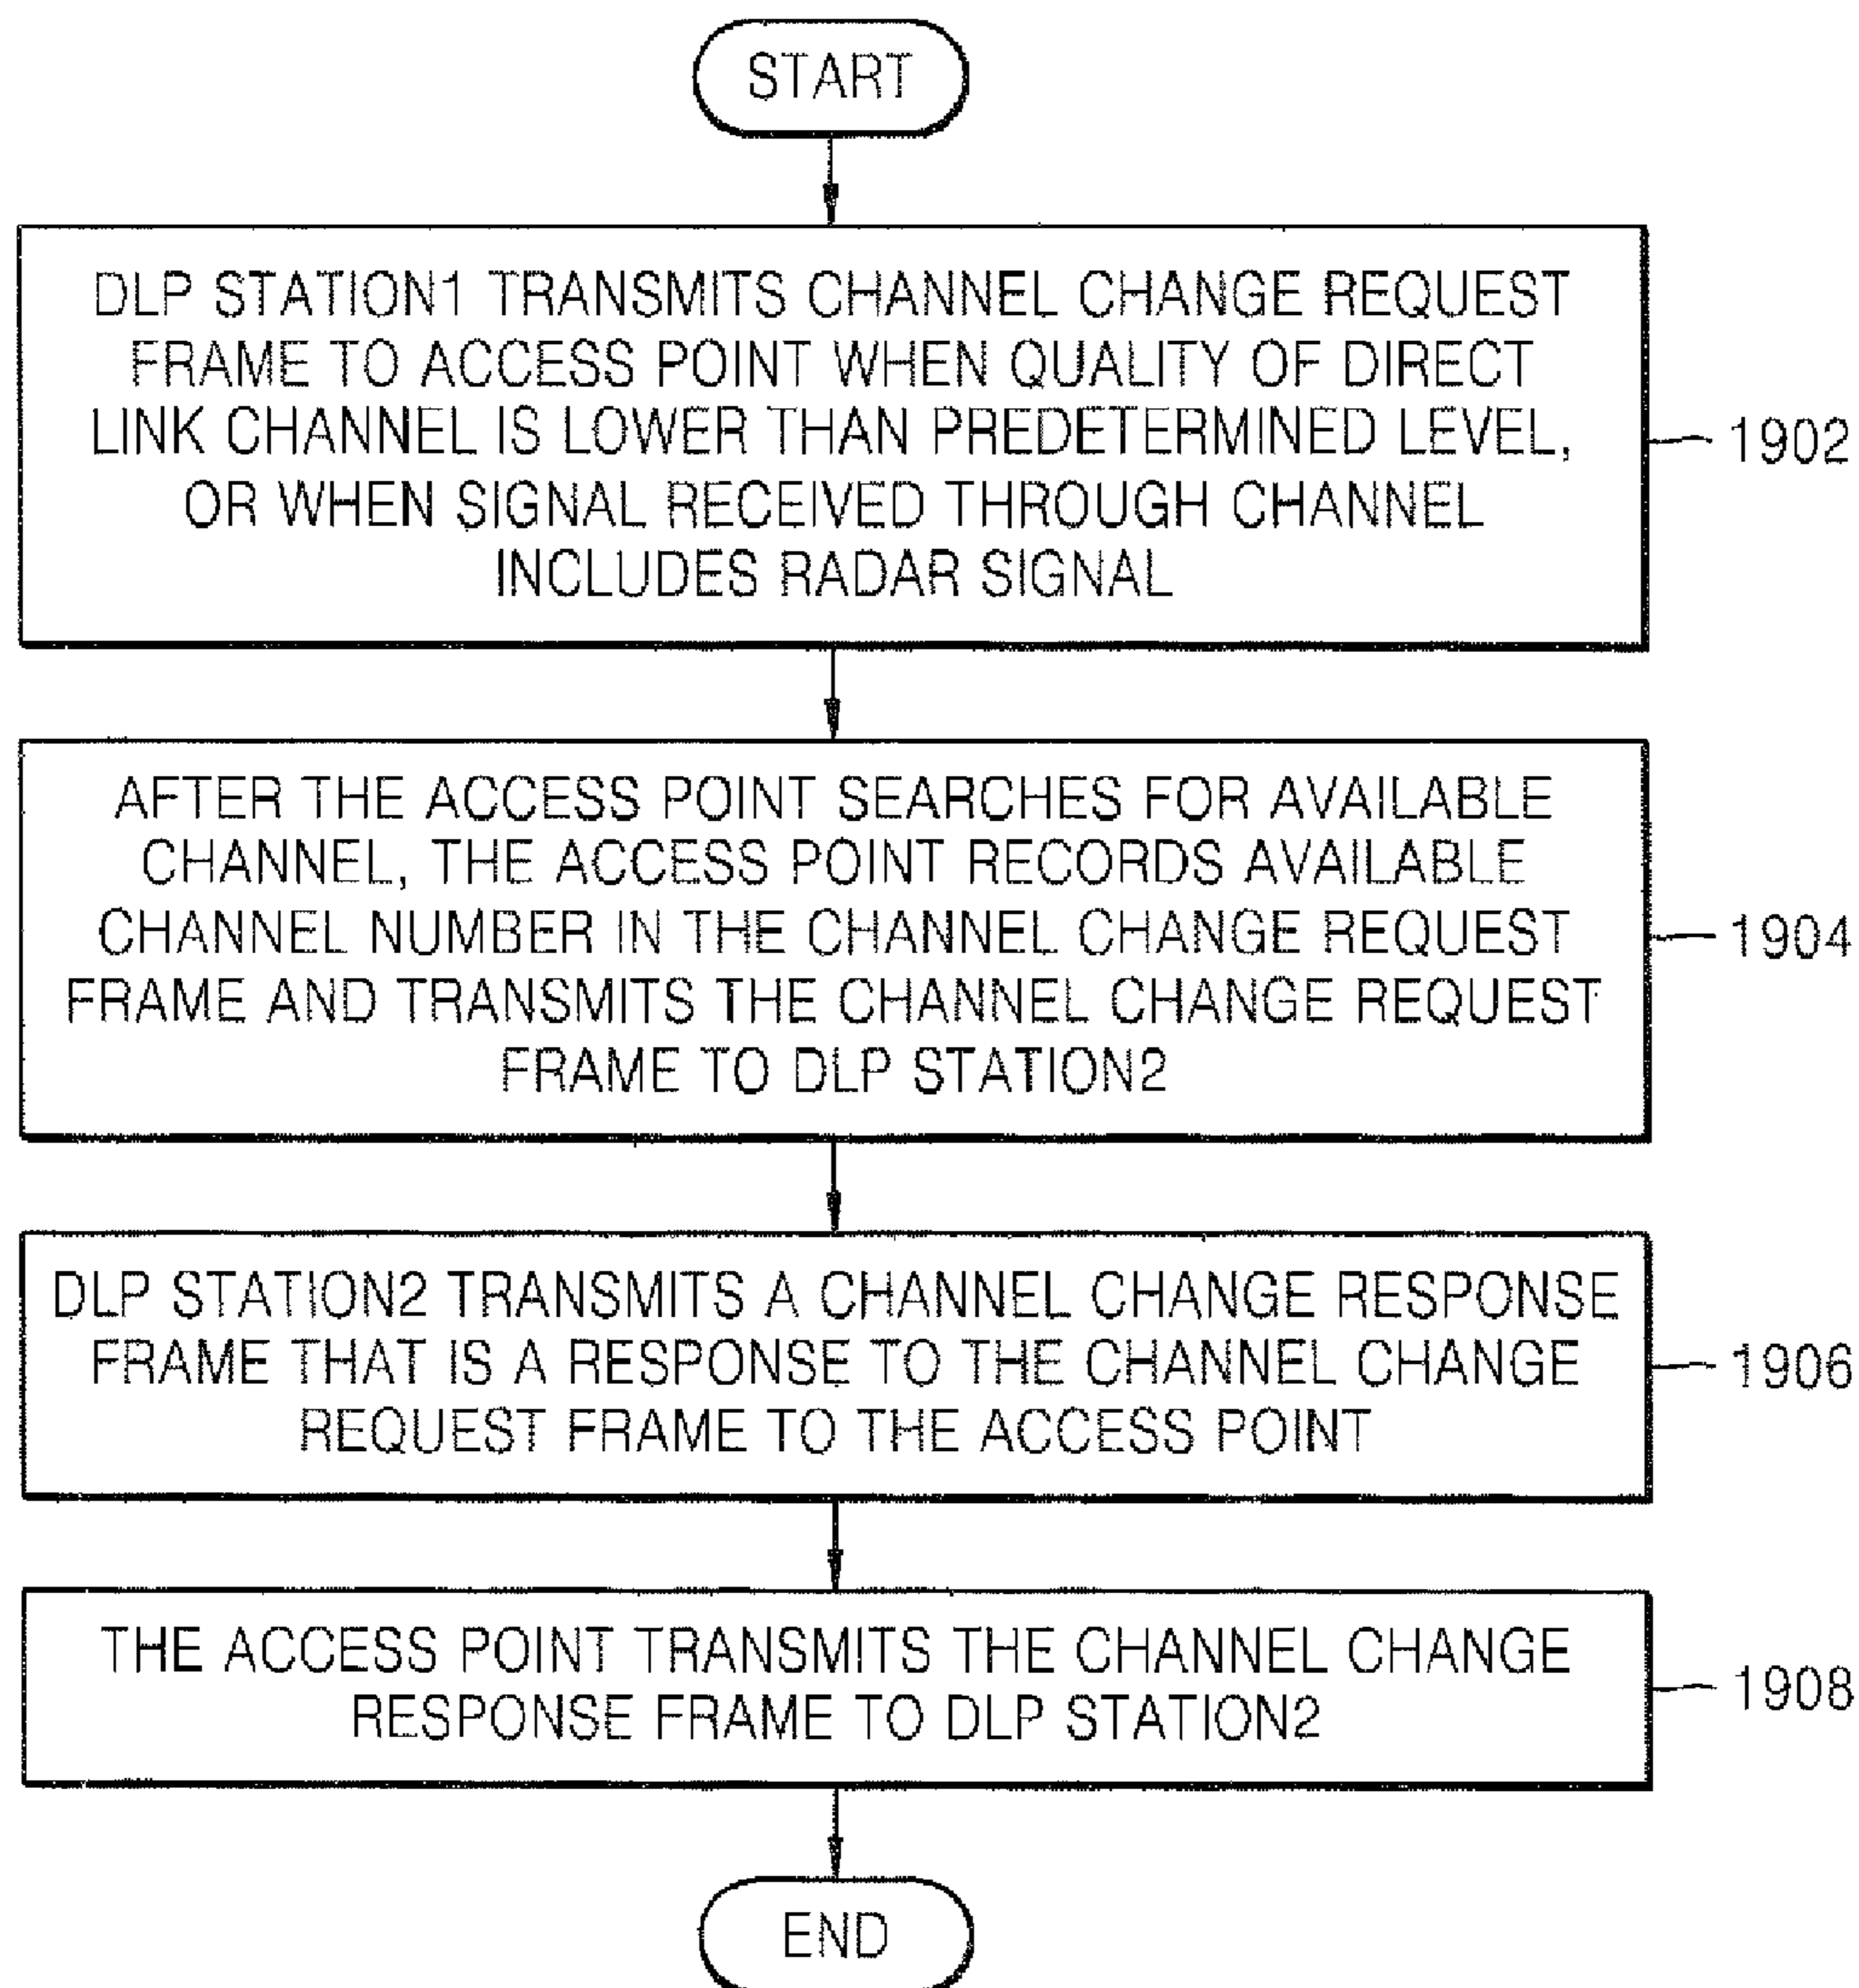 START
DLP STATION1 TRANSMITS CHANNEL CHANGE REQUEST
FRAME TO ACCESS POINT WHEN QUALITY OF DIRECT
LINK CHANNEL IS LOWER THAN PREDETERMINED LEVEL,
OR WHEN SIGNAL RECEIVED THROUGH CHANNEL
INCLUDES RADAR SIGNAL
1902
AFTER THE ACCESS POINT SEARCHES FOR AVAILABLE
CHANNEL, THE ACCESS POINT RECORDS AVAILABLE
CHANNEL NUMBER IN THE CHANNEL CHANGE REQUEST
FRAME AND TRANSMITS THE CHANNEL CHANGE REQUEST
FRAME TO DLP STATION2
1904
DLP STATION2 TRANSMITS A CHANNEL CHANGE RESPONSE
FRAME THAT IS A RESPONSE TO THE CHANNEL CHANGE
REQUEST FRAME TO THE ACCESS POINT
1906
THE ACCESS POINT TRANSMITS THE CHANNEL CHANGE
RESPONSE FRAME TO DLP STATION2
1908
END